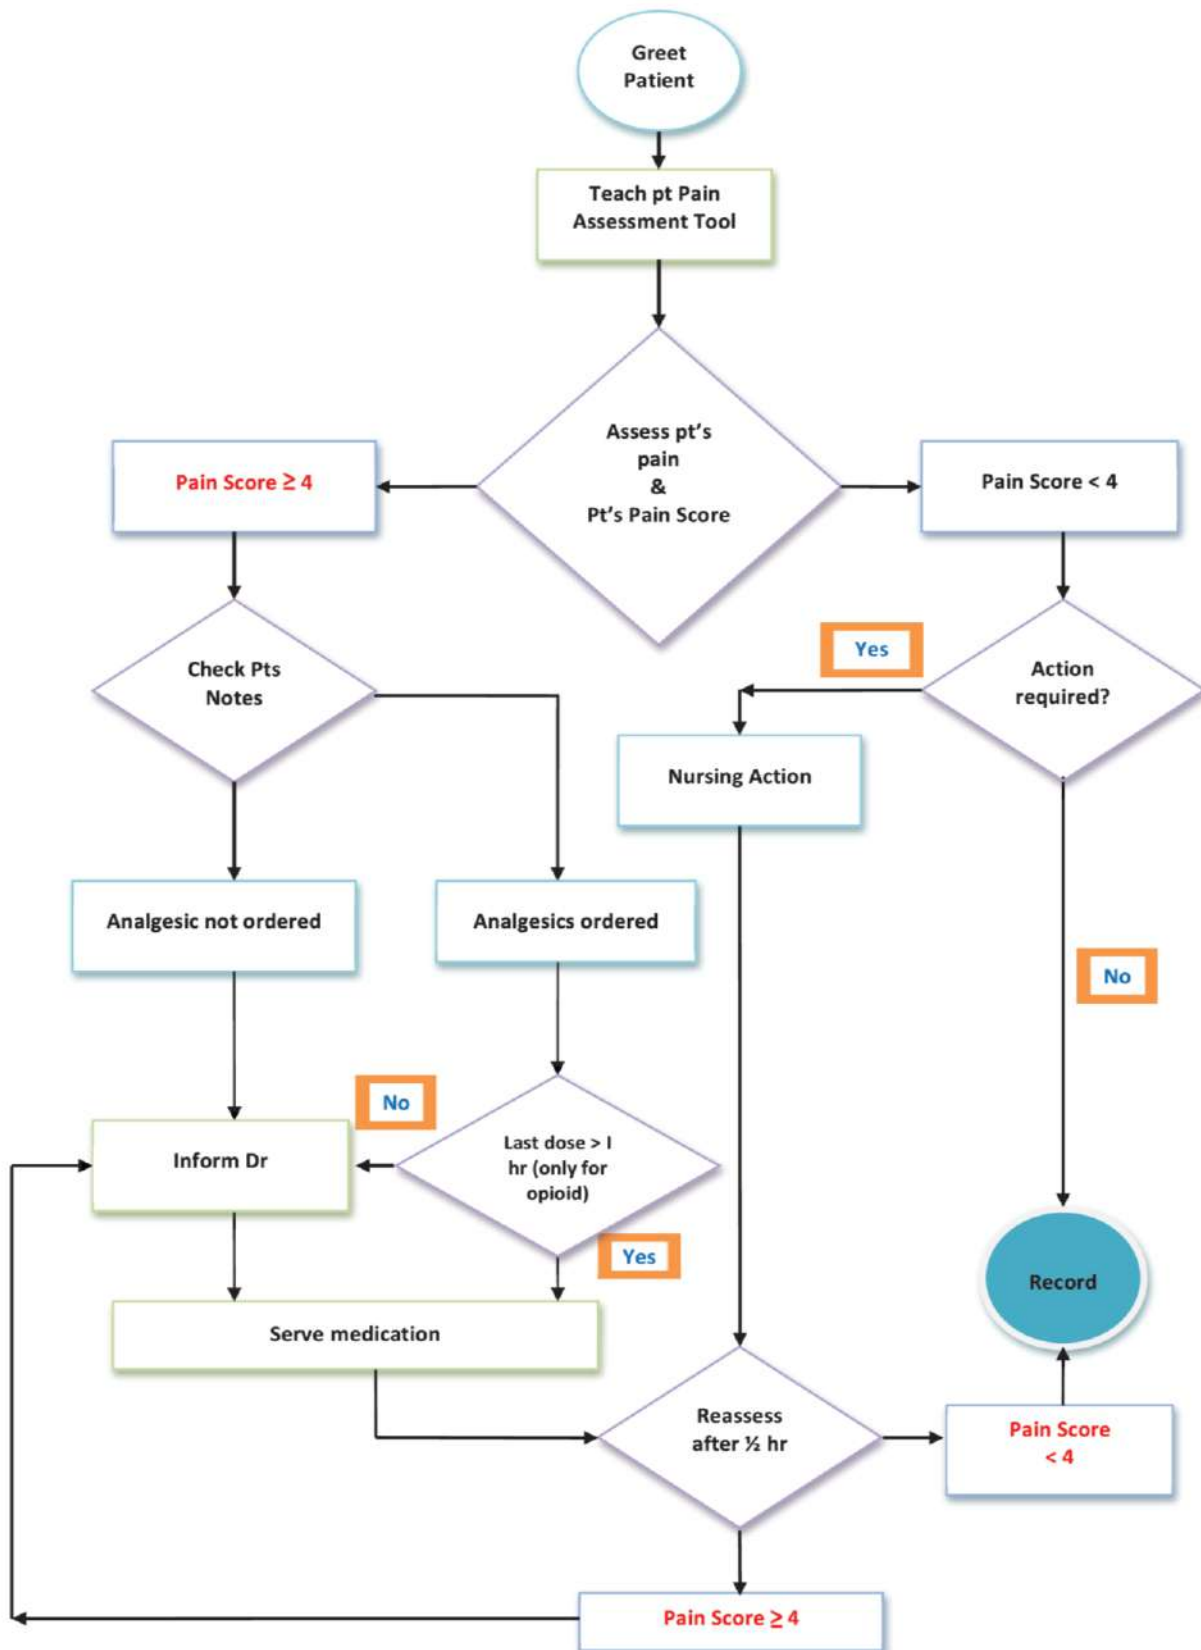 Greet
Patient
Teach pt Pain
Assessment Tool
Assess pt’s
pain
&
Pt’s Pain Score
Pain Score ≥ 4
Pain Score < 4
Check Pts
Notes
Yes
Action
required?
Nursing Action
Analgesic not ordered
Analgesics ordered
No
No
Last dose > I
hr (only for
opioid)
Inform Dr
Yes
Serve medication
Record
Reassess
after ½ hr
Pain Score
< 4
Pain Score ≥ 4